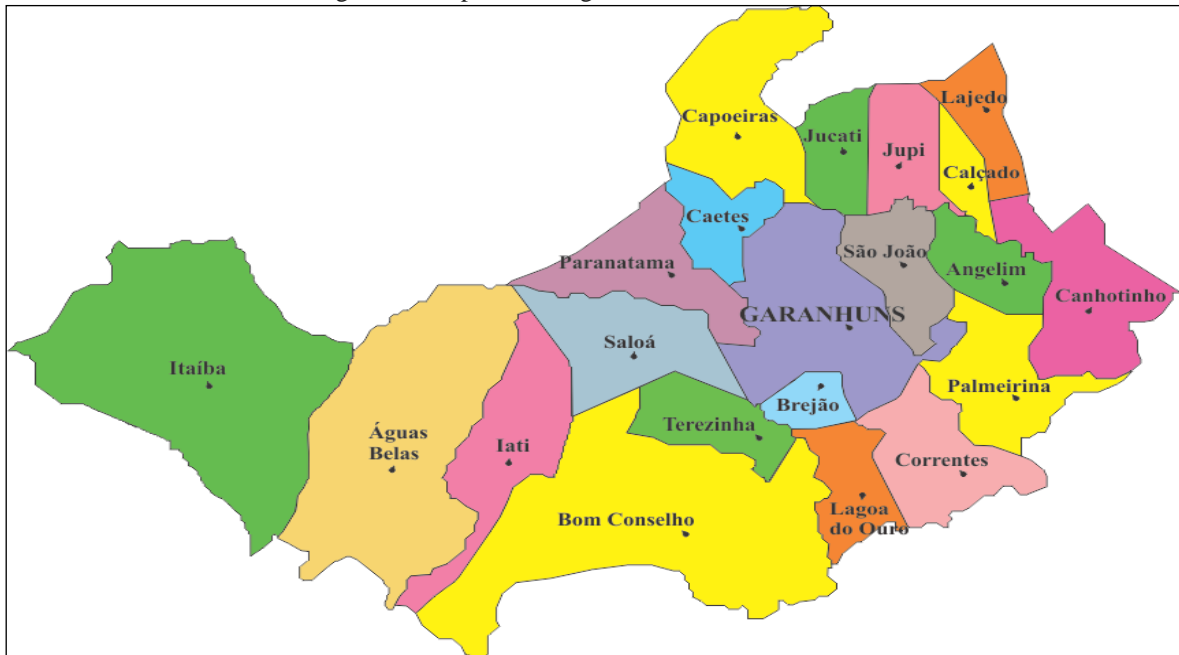 Lajedo
Capoeiras
Jucati
Jupi
Calçado
Caetes
São João
Paranatama
Angelim
Canhotinho
GARANHUNS
Saloá
Itaíba
Palmeirina
Brejão
Terezinha
Águas
Belas
Iati
Correntes
Bom Conselho
Lagoa
do Ouro